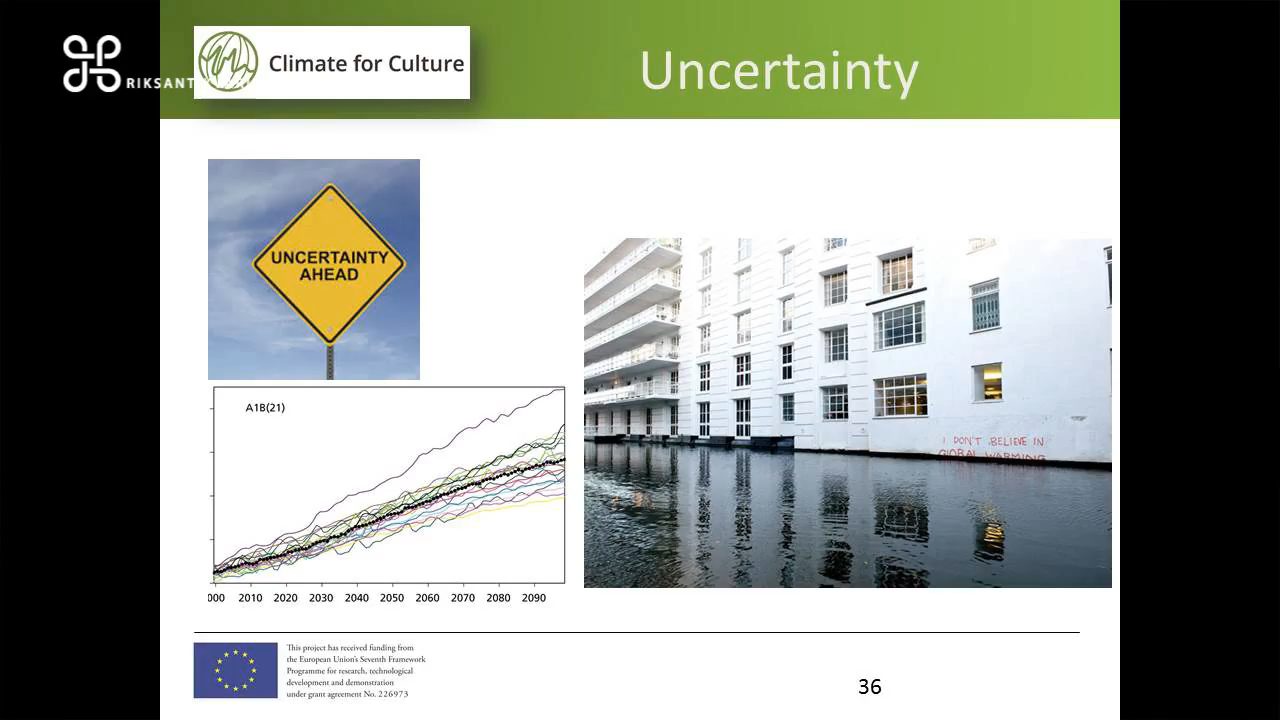 Climate for Culture
Uncertainty
UNCERTAINTY
AHEAD
A1B(21)
2010 2020 2030 2040 2050 2060 2070 2080 2090
I DON'T BELIEVE IN
GLOBAL WARMING
This project has received funding from
the European Union's Seventh Framework
Programme for research, technological
development and demonstration
under grant agreement No. 226973
36